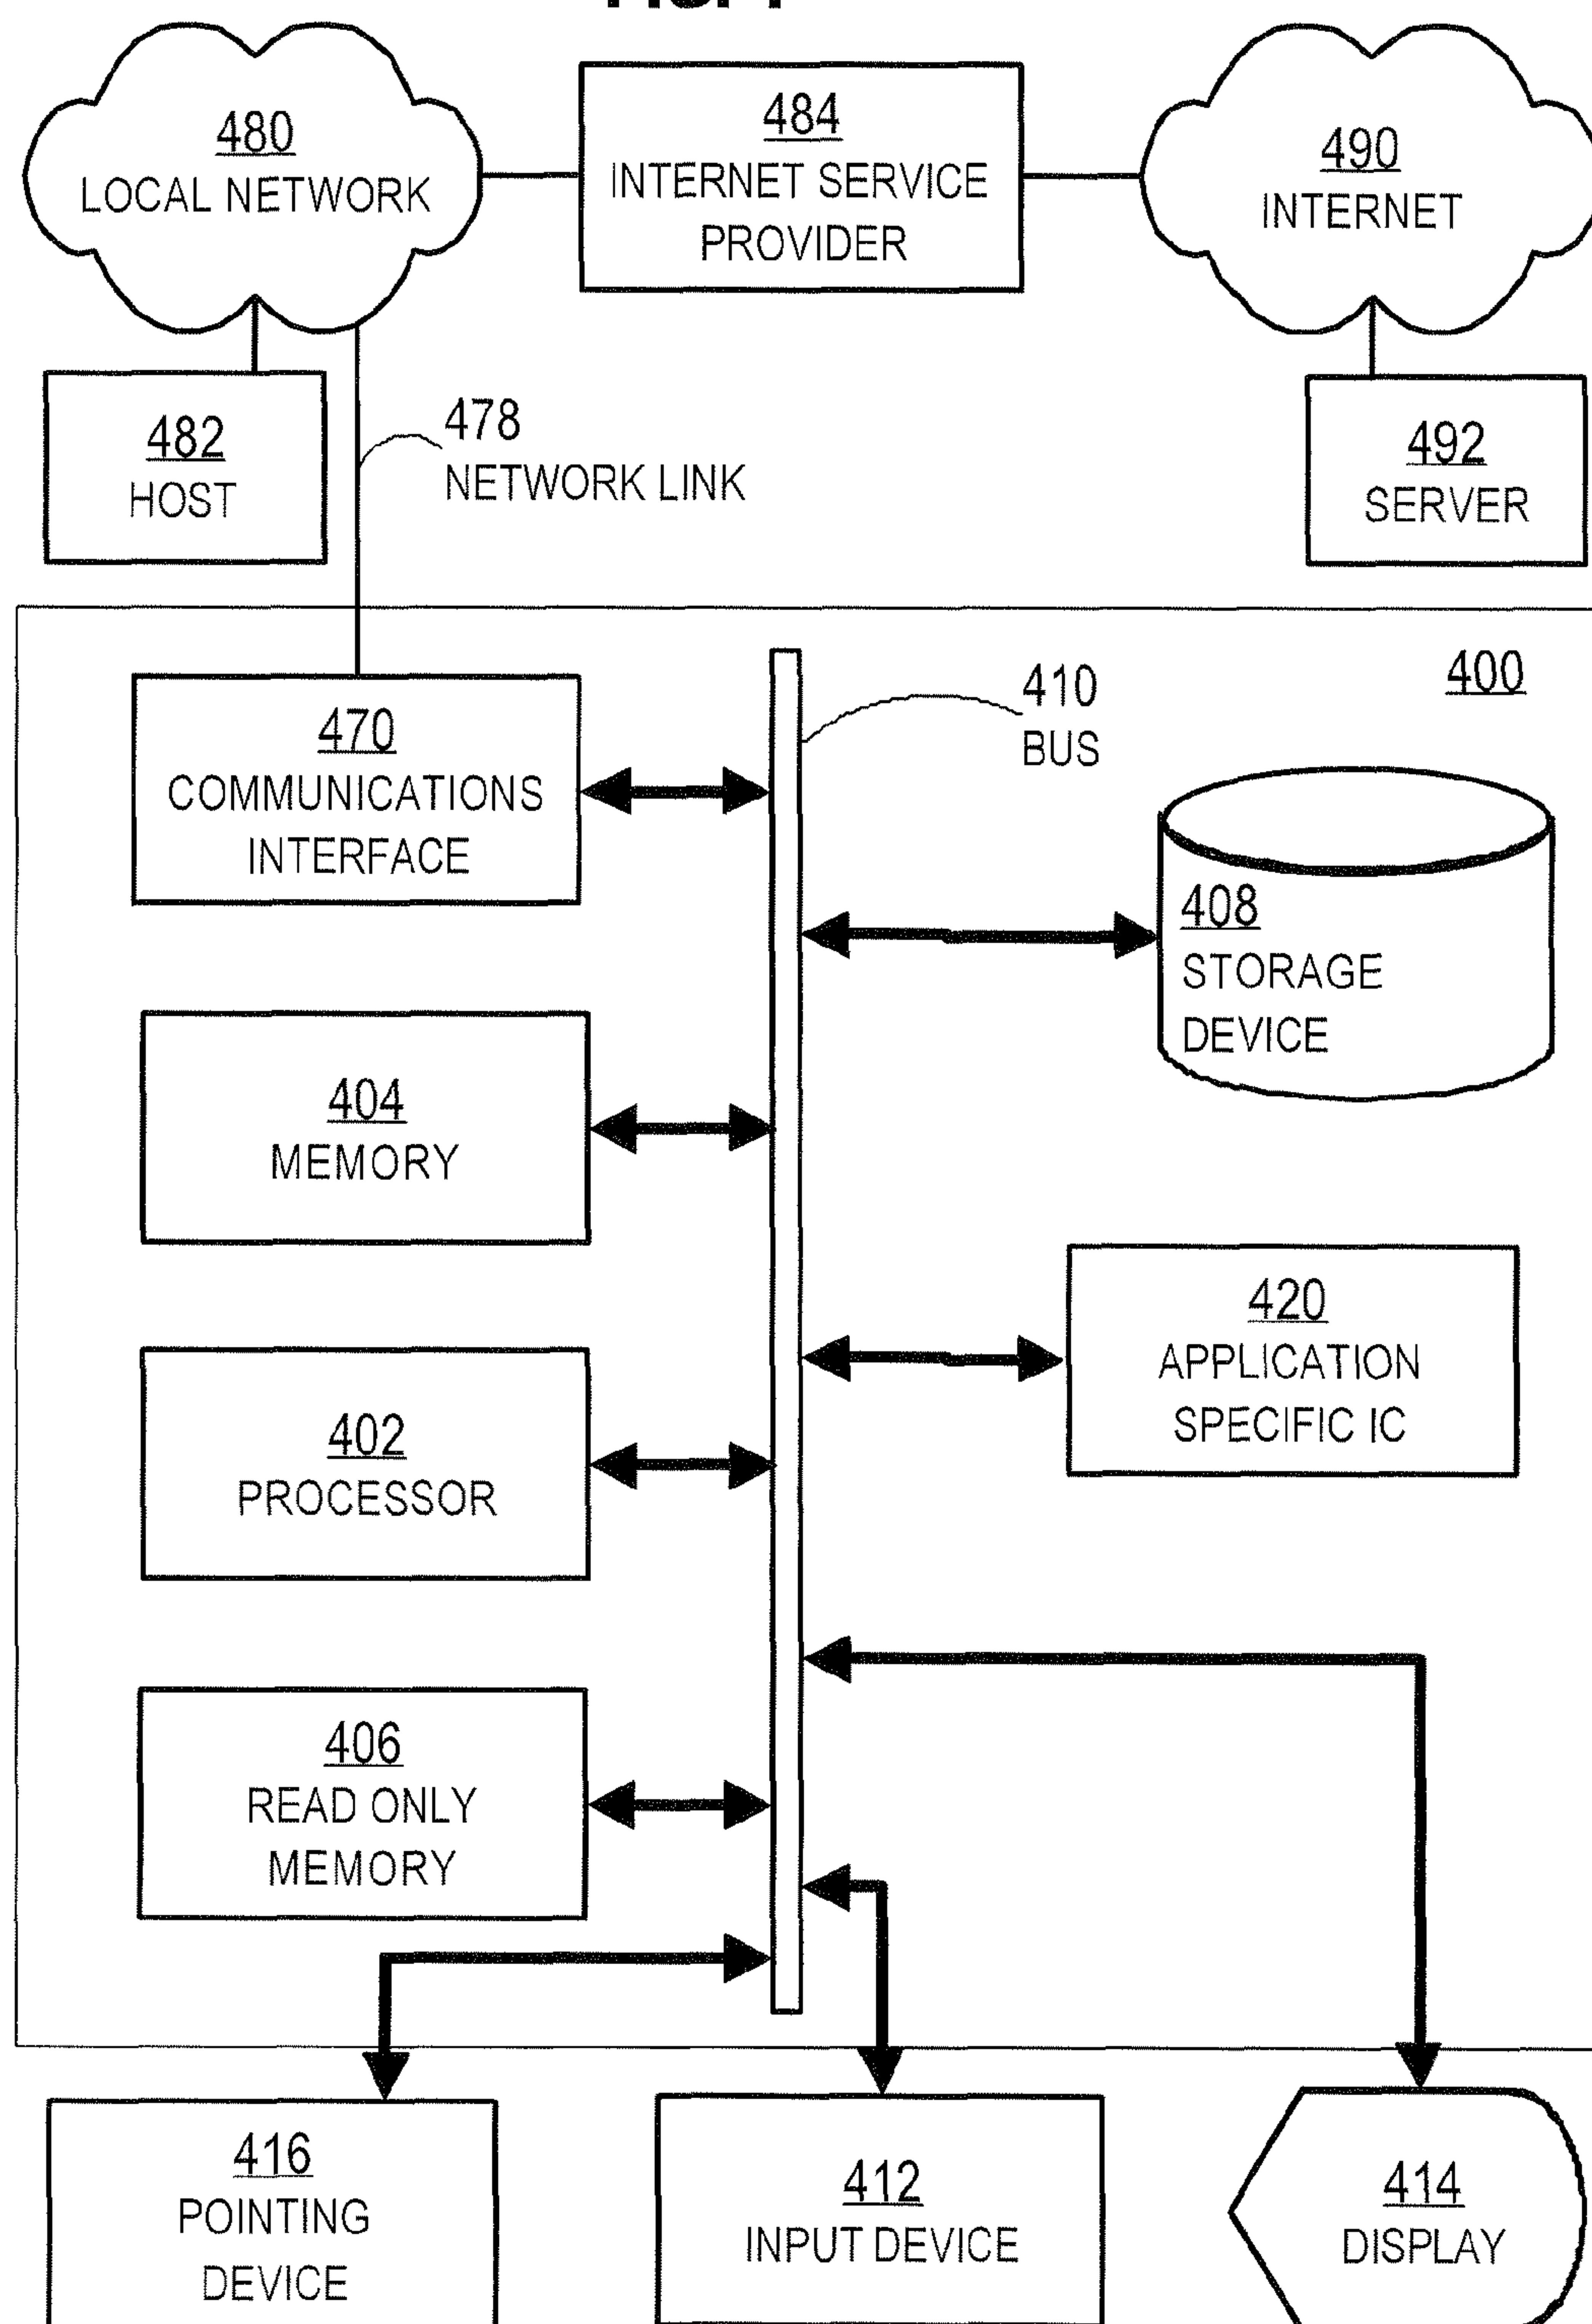 480
LOCAL NETWORK
484
INTERNET SERVICE
PROVIDER
490
INTERNET
482
HOST
478
NETWORK LINK
492
SERVER
400
470
COMMUNICATIONS
INTERFACE
410
BUS
408
STORAGE
DEVICE
404
MEMORY
420
APPLICATION
SPECIFIC IC
402
PROCESSOR
406
READ ONLY
MEMORY
416
POINTING
DEVICE
412
INPUT DEVICE
414
DISPLAY